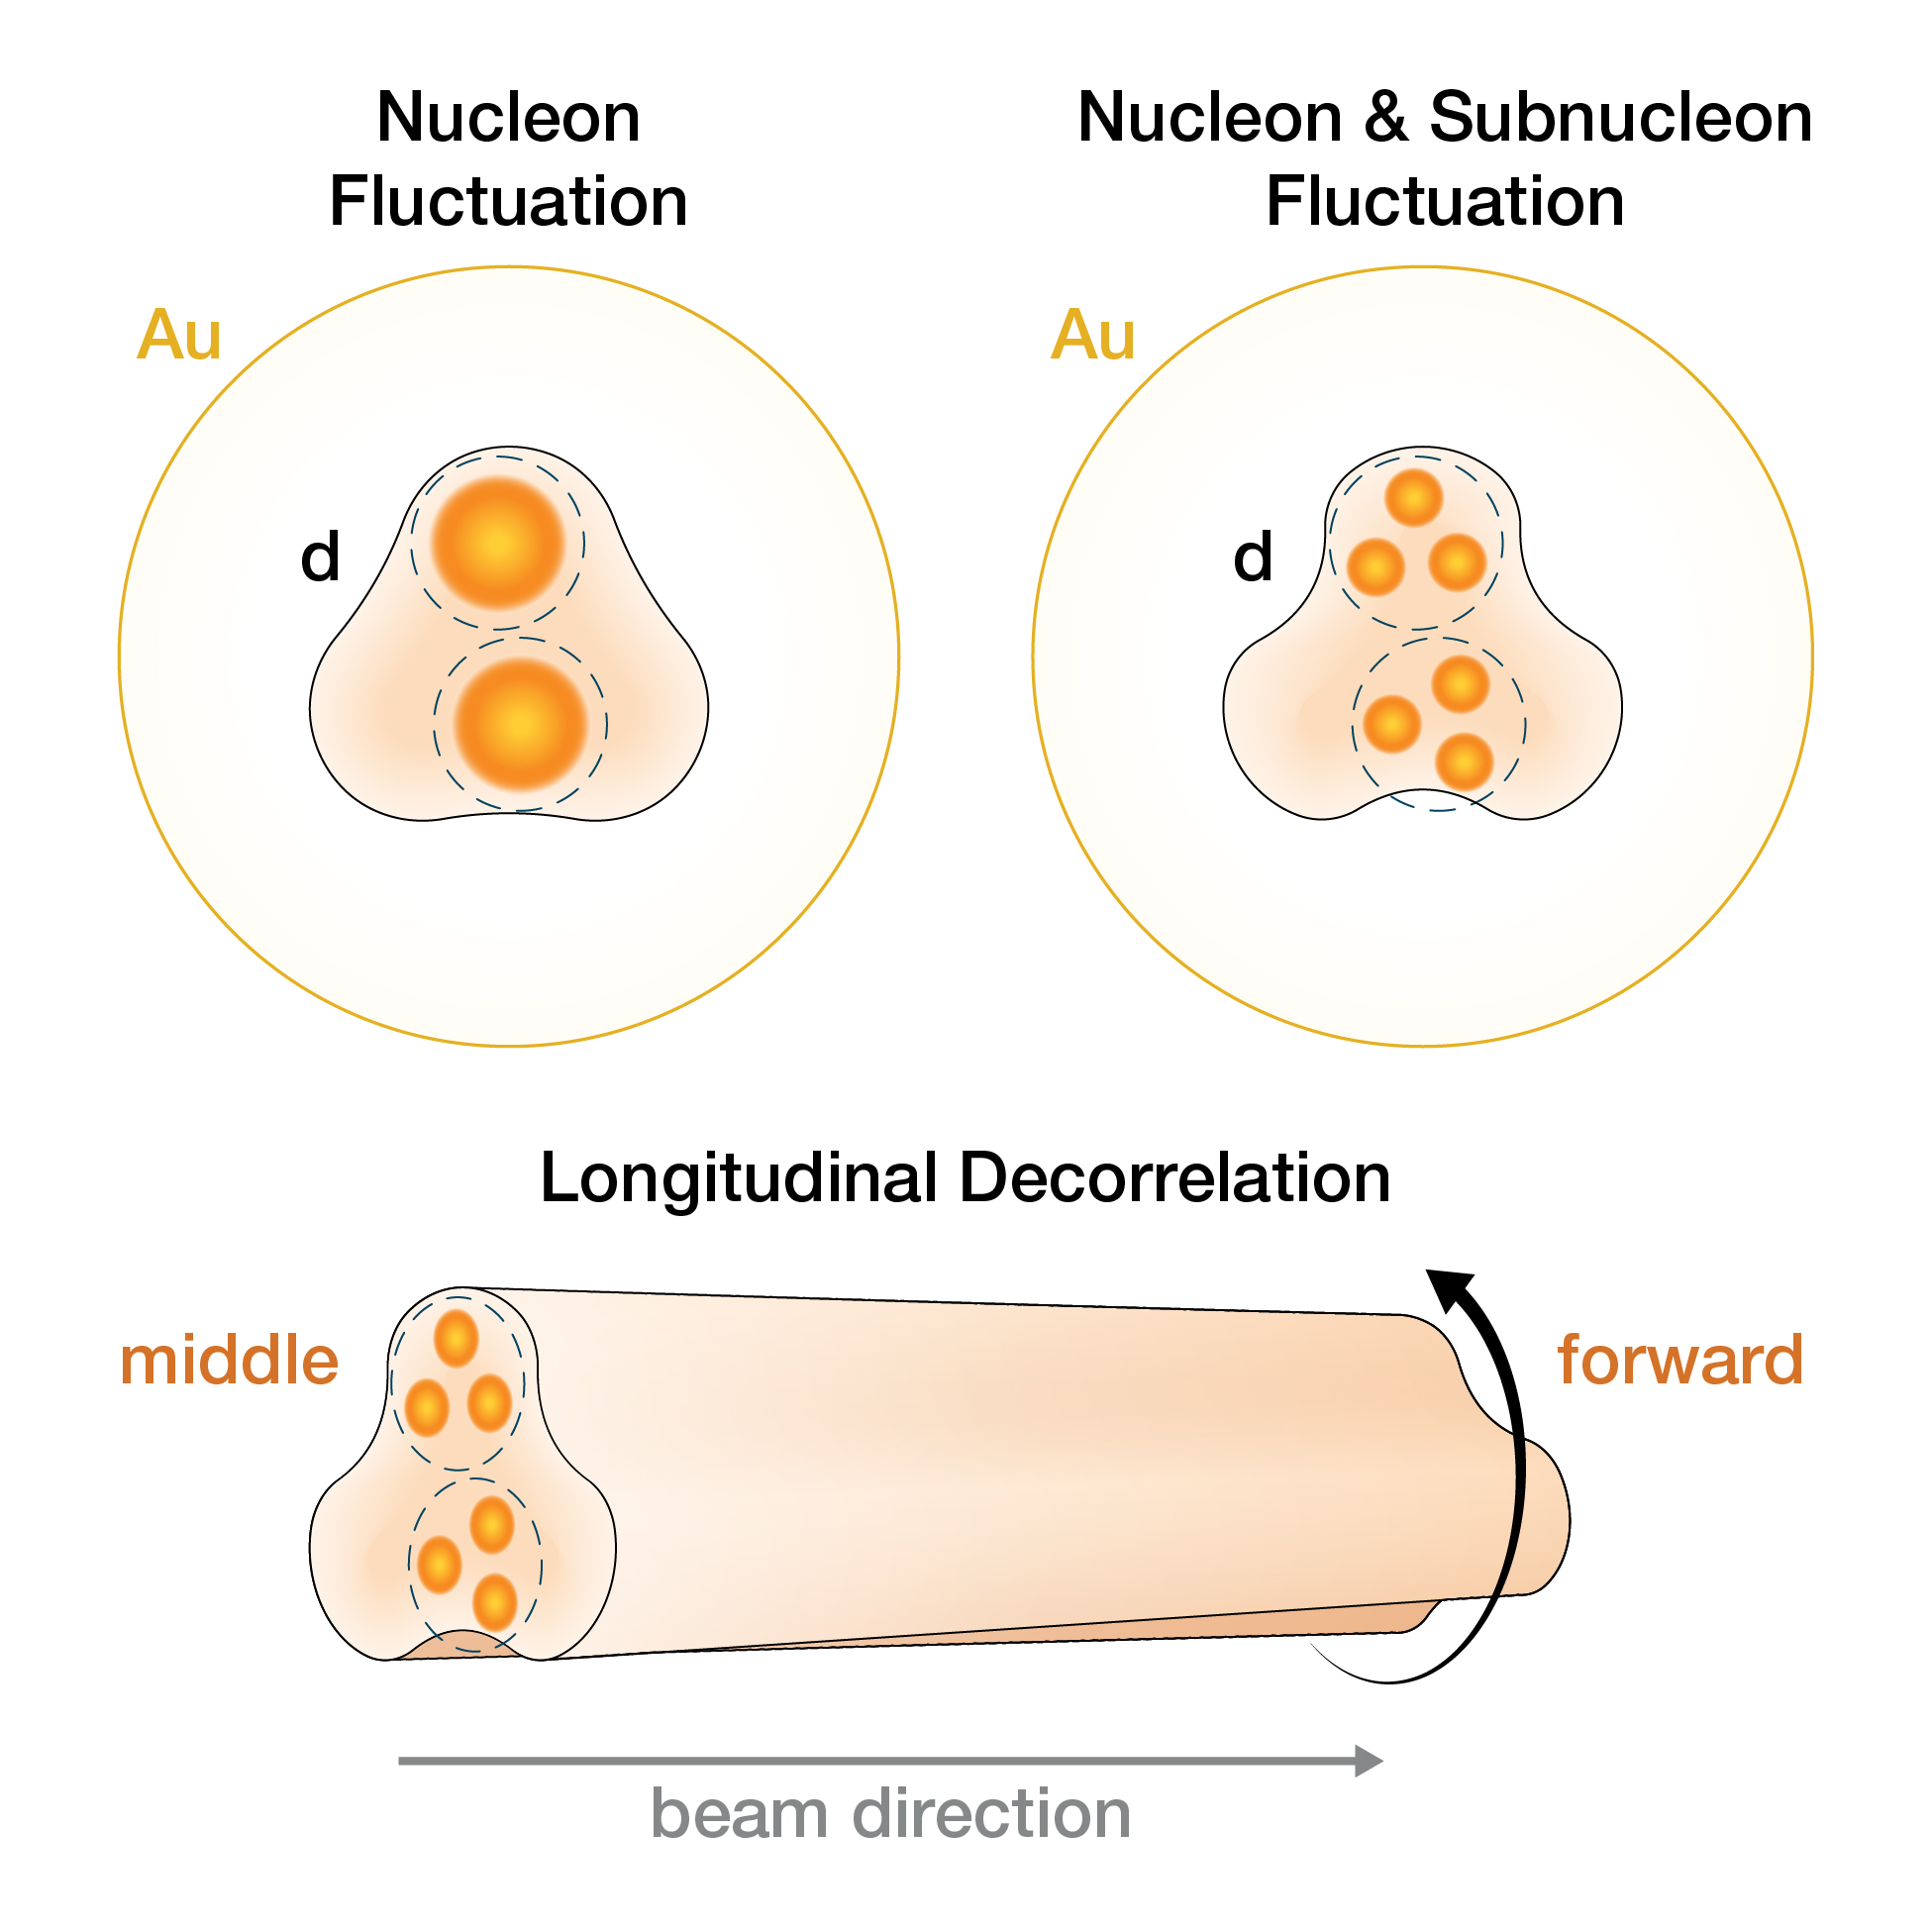 Nucleon
Fluctuation
Nucleon & Subnucleon
Fluctuation
Au
d
Au
d
Longitudinal Decorrelation
middle
forward
beam direction